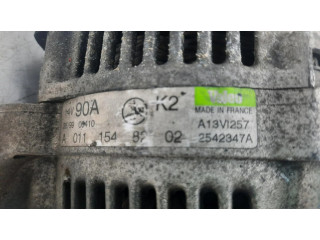 90A K2
MADE IN FRANCE
A13VI257
A 011 154 82 02 2542347A